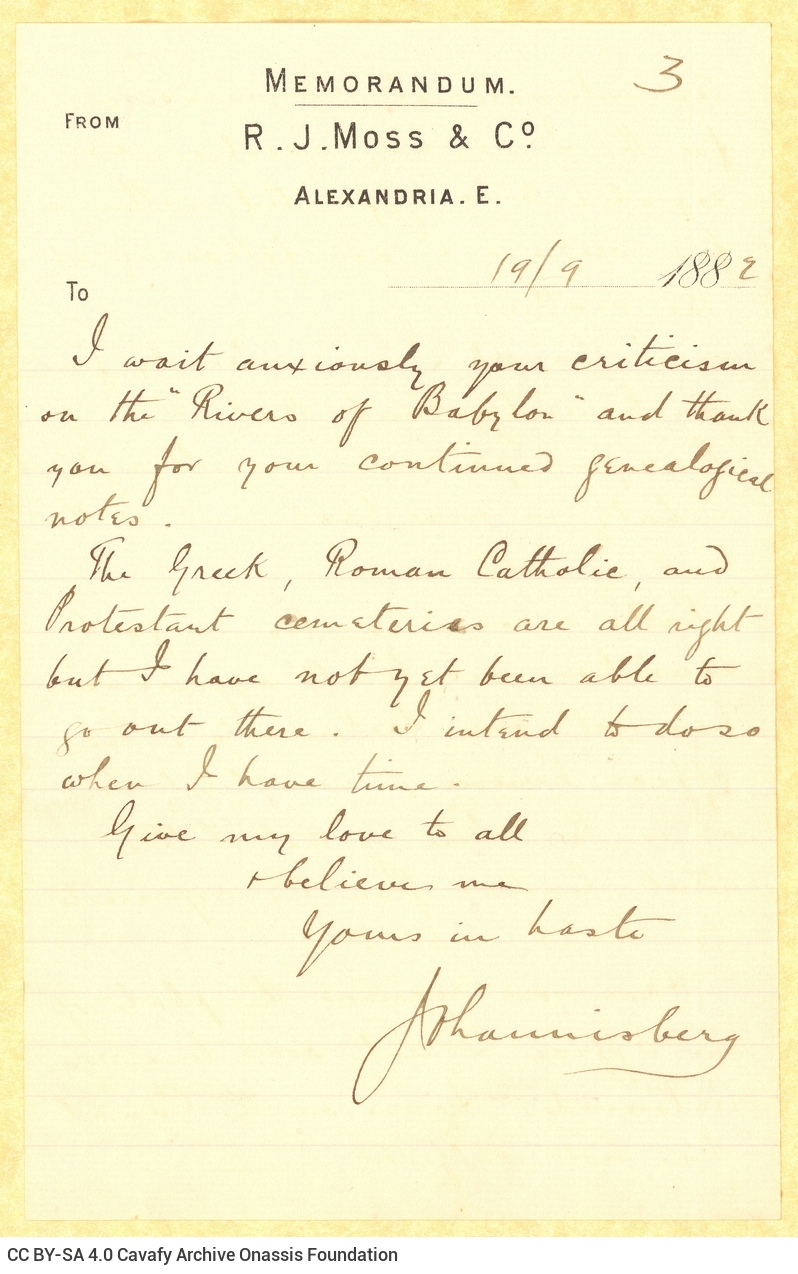 MEMORANDUM.
3
FROM
R. J. MOSS & Cº
ALEXANDRIA. E.
19/9 1882
To
I wait anxiously your criticism
on the "Rivers of Babylon" and thank
you for your continued genealogical
notes.
The Greek, Roman Catholic, and
Protestant cemeteries are all right
but I have not yet been able to
go out there. I intend to do so
when I have time.
Give my love to all
+ believe me
Yours in haste
Johannisberg
CC BY-SA 4.0 Cavafy Archive Onassis Foundation